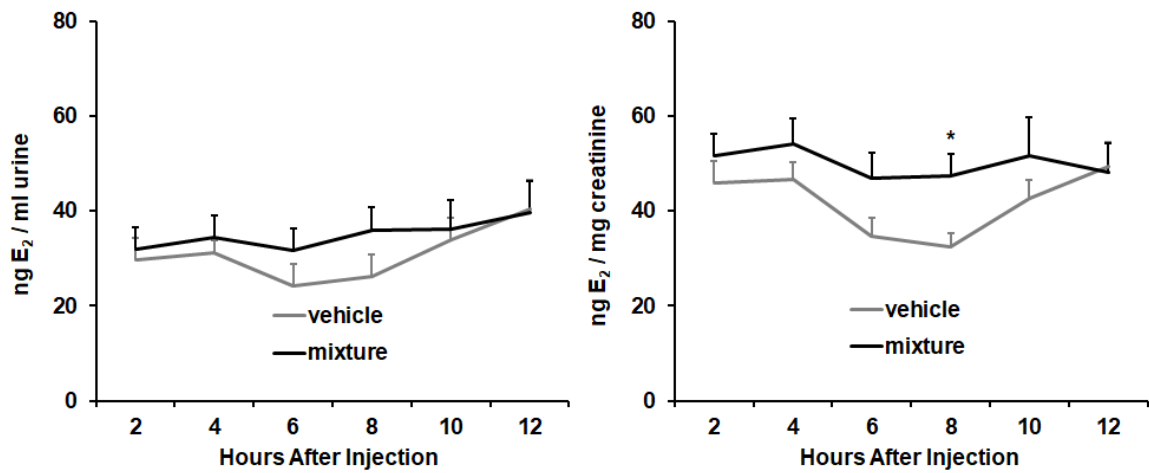 80
60
40
20
0
ng E₂ / ml urine
vehicle
mixture
2 4 6 8 10 12
Hours After Injection
80
60
40
20
0
ng E₂ / mg creatinine
*
vehicle
mixture
2 4 6 8 10 12
Hours After Injection